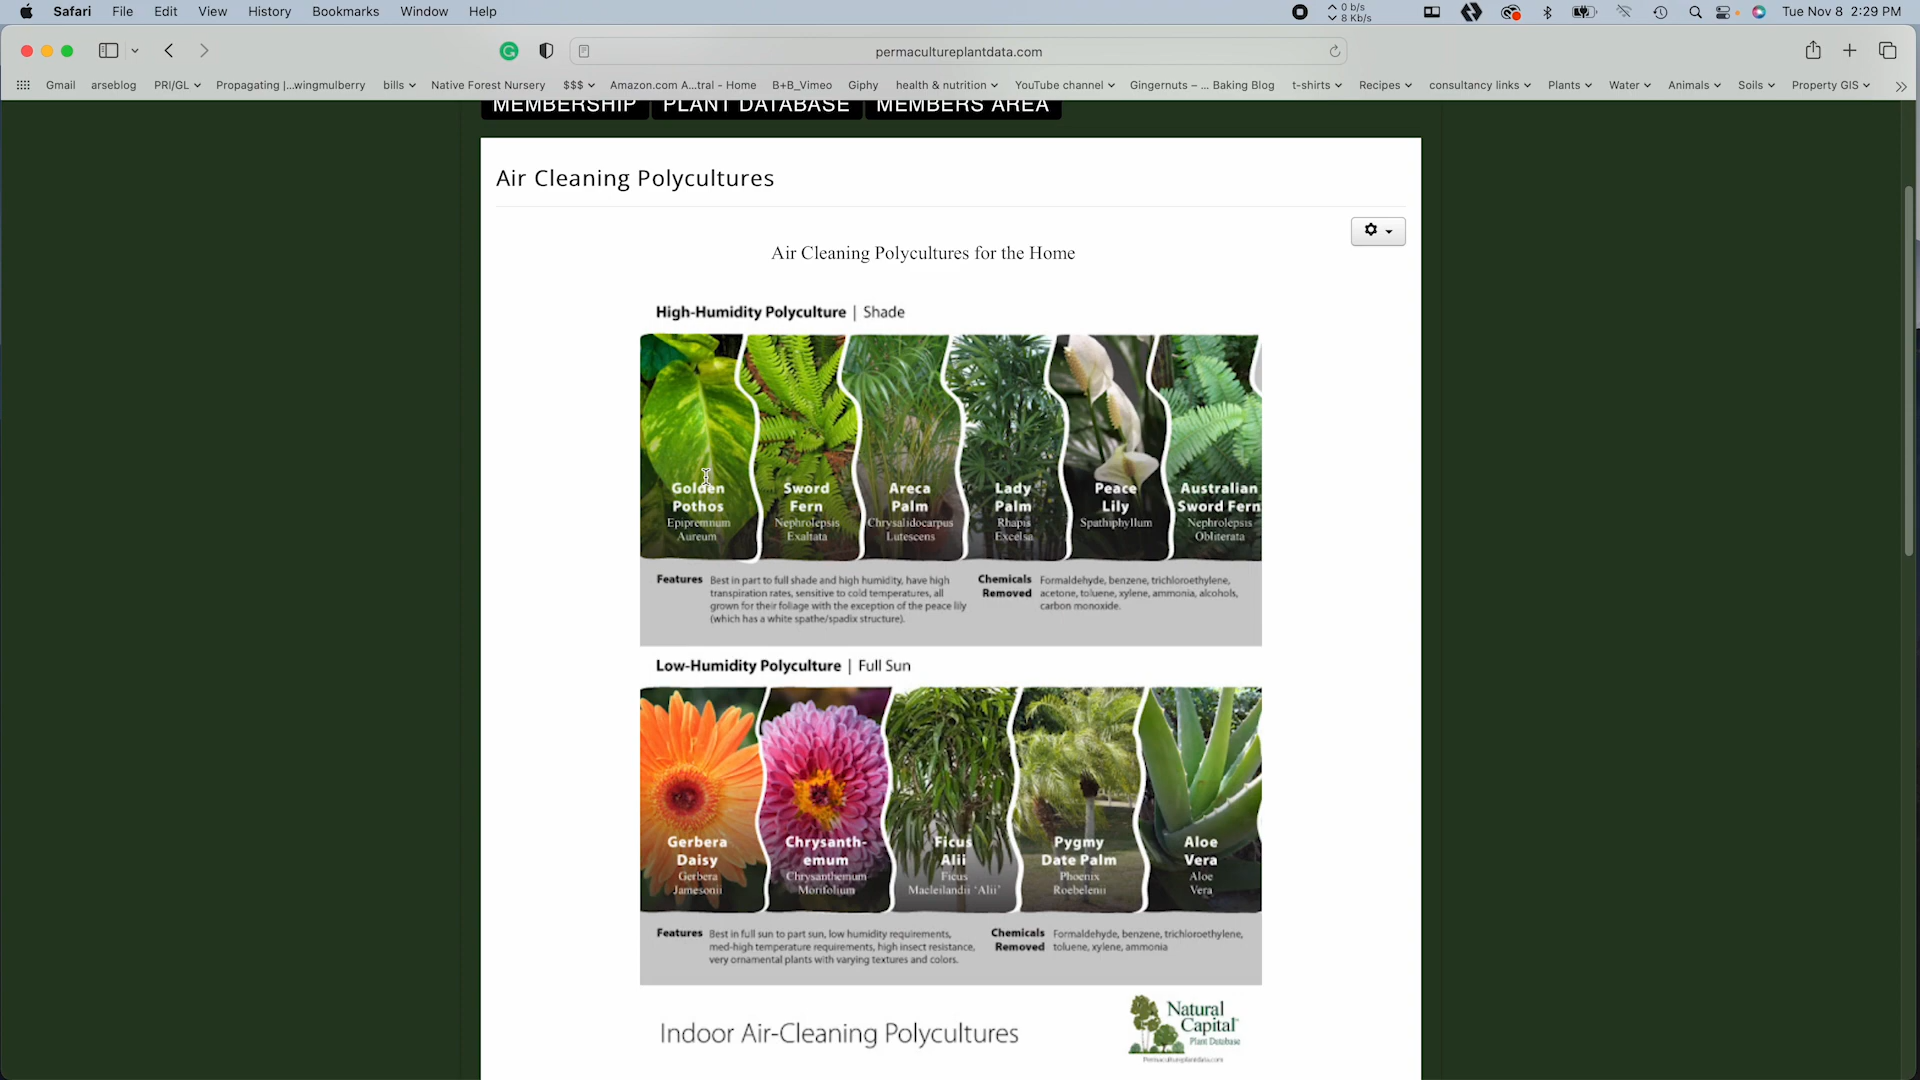 Safari File Edit View History Bookmarks Window Help
0 b/s
8 Kb/s
Tue Nov 8 2:29 PM
permacultureplantdata.com
Gmail arseblog PRI/GL Propagating |...wingmulberry bills Native Forest Nursery $$$ Amazon.com A...tral - Home B+B_Vimeo Giphy health & nutrition YouTube channel Gingernuts – ... Baking Blog t-shirts Recipes consultancy links Plants Water Animals Soils Property GIS
MEMBERSHIP PLANT DATABASE MEMBERS AREA
Air Cleaning Polycultures
Air Cleaning Polycultures for the Home
High-Humidity Polyculture | Shade
Golden
Pothos
Epipremnum
Aureum
Sword
Fern
Nephrolepsis
Exaltata
Areca
Palm
Chrysalidocarpus
Lutescens
Lady
Palm
Rhapis
Excelsa
Peace
Lily
Spathiphyllum
Australian
Sword Fern
Nephrolepsis
Obliterata
Features Best in part to full shade and high humidity, have high
transpiration rates, sensitive to cold temperatures, all
grown for their foliage with the exception of the peace lily
(which has a white spathe/spadix structure).
Chemicals Removed
Formaldehyde, benzene, trichloroethylene,
acetone, toluene, xylene, ammonia, alcohols,
carbon monoxide.
Low-Humidity Polyculture | Full Sun
Gerbera
Daisy
Gerbera
Jamesonii
Chrysanth-
emum
Chrysanthemum
Morifolium
Ficus
Alii
Ficus
Macleilandii 'Alii'
Pygmy
Date Palm
Phoenix
Roebelenii
Aloe
Vera
Aloe
Vera
Features Best in full sun to part sun, low humidity requirements,
med-high temperature requirements, high insect resistance,
very ornamental plants with varying textures and colors.
Chemicals Removed
Formaldehyde, benzene, trichloroethylene,
toluene, xylene, ammonia
Indoor Air-Cleaning Polycultures
Natural
Capital™
Plant Database
Permacultureplantdata.com